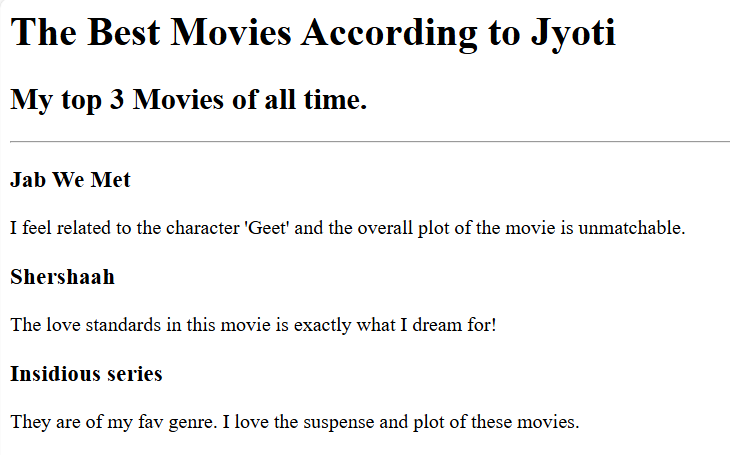 The Best Movies According to Jyoti
My top 3 Movies of all time.
Jab We Met
I feel related to the character 'Geet' and the overall plot of the movie is unmatchable.
Shershaah
The love standards in this movie is exactly what I dream for!
Insidious series
They are of my fav genre. I love the suspense and plot of these movies.